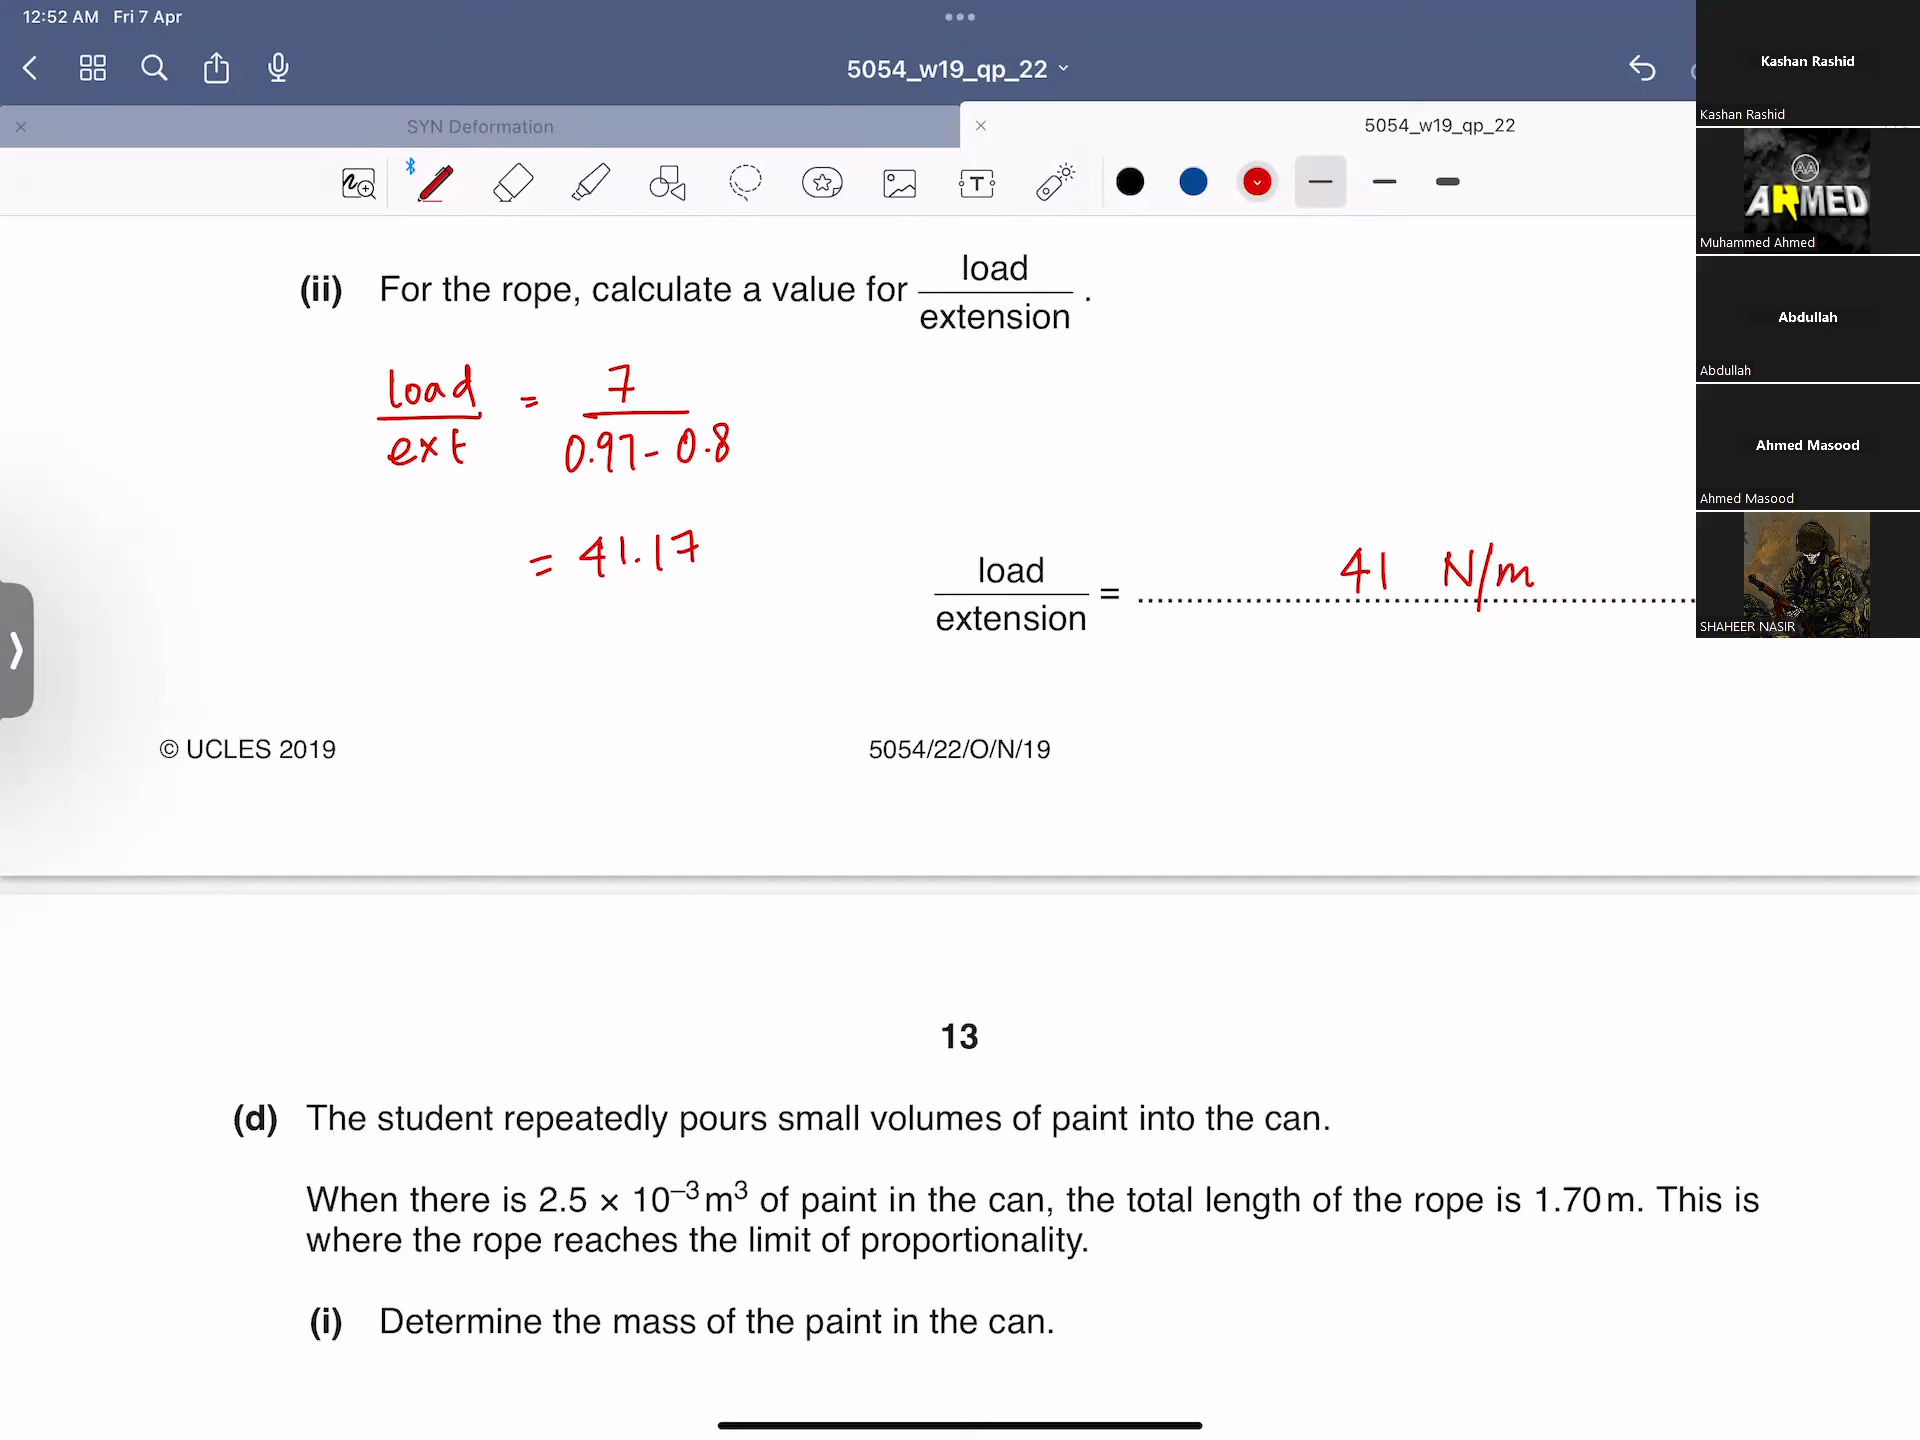 12:52 AM Fri 7 Apr
5054_w19_qp_22
SYN Deformation
5054_w19_qp_22
Kashan Rashid
Kashan Rashid
AA
AHMED
Muhammed Ahmed
Abdullah
Abdullah
Ahmed Masood
Ahmed Masood
SHAHEER NASIR
(ii) For the rope, calculate a value for load / extension .
load / ext = 7 / 0.97 - 0.8
= 41.17
load / extension = .......... 41 N/m ..........
© UCLES 2019 5054/22/O/N/19
13
(d) The student repeatedly pours small volumes of paint into the can.
When there is 2.5 × 10⁻³ m³ of paint in the can, the total length of the rope is 1.70 m. This is
where the rope reaches the limit of proportionality.
(i) Determine the mass of the paint in the can.